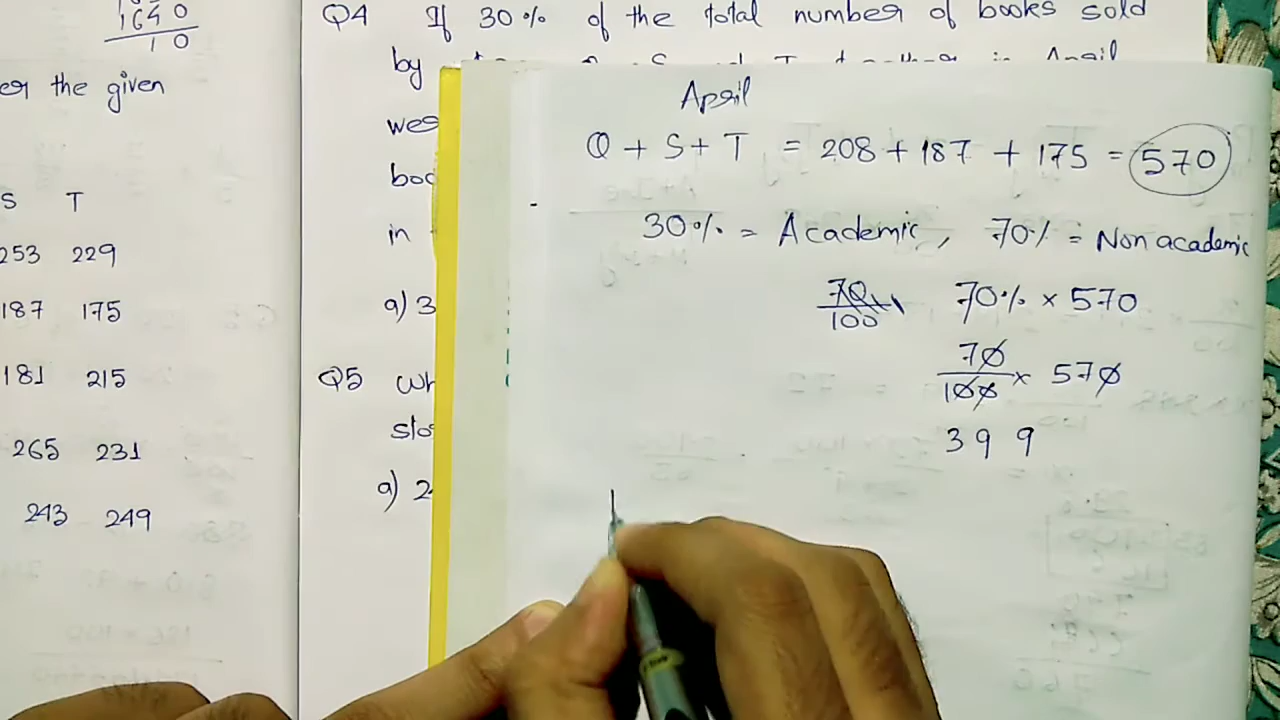 1640
10
er the given
S T
253 229
187 175
181 215
265 231
243 249
Q4 If 30% of the total number of books sold
by
in
a) 3
Q5 Wh
sto
a) 2
April
Q + S + T = 208 + 187 + 175 = 570
30% = Academic, 70% = Non academic
70
100
70% × 570
70
100 × 570
399